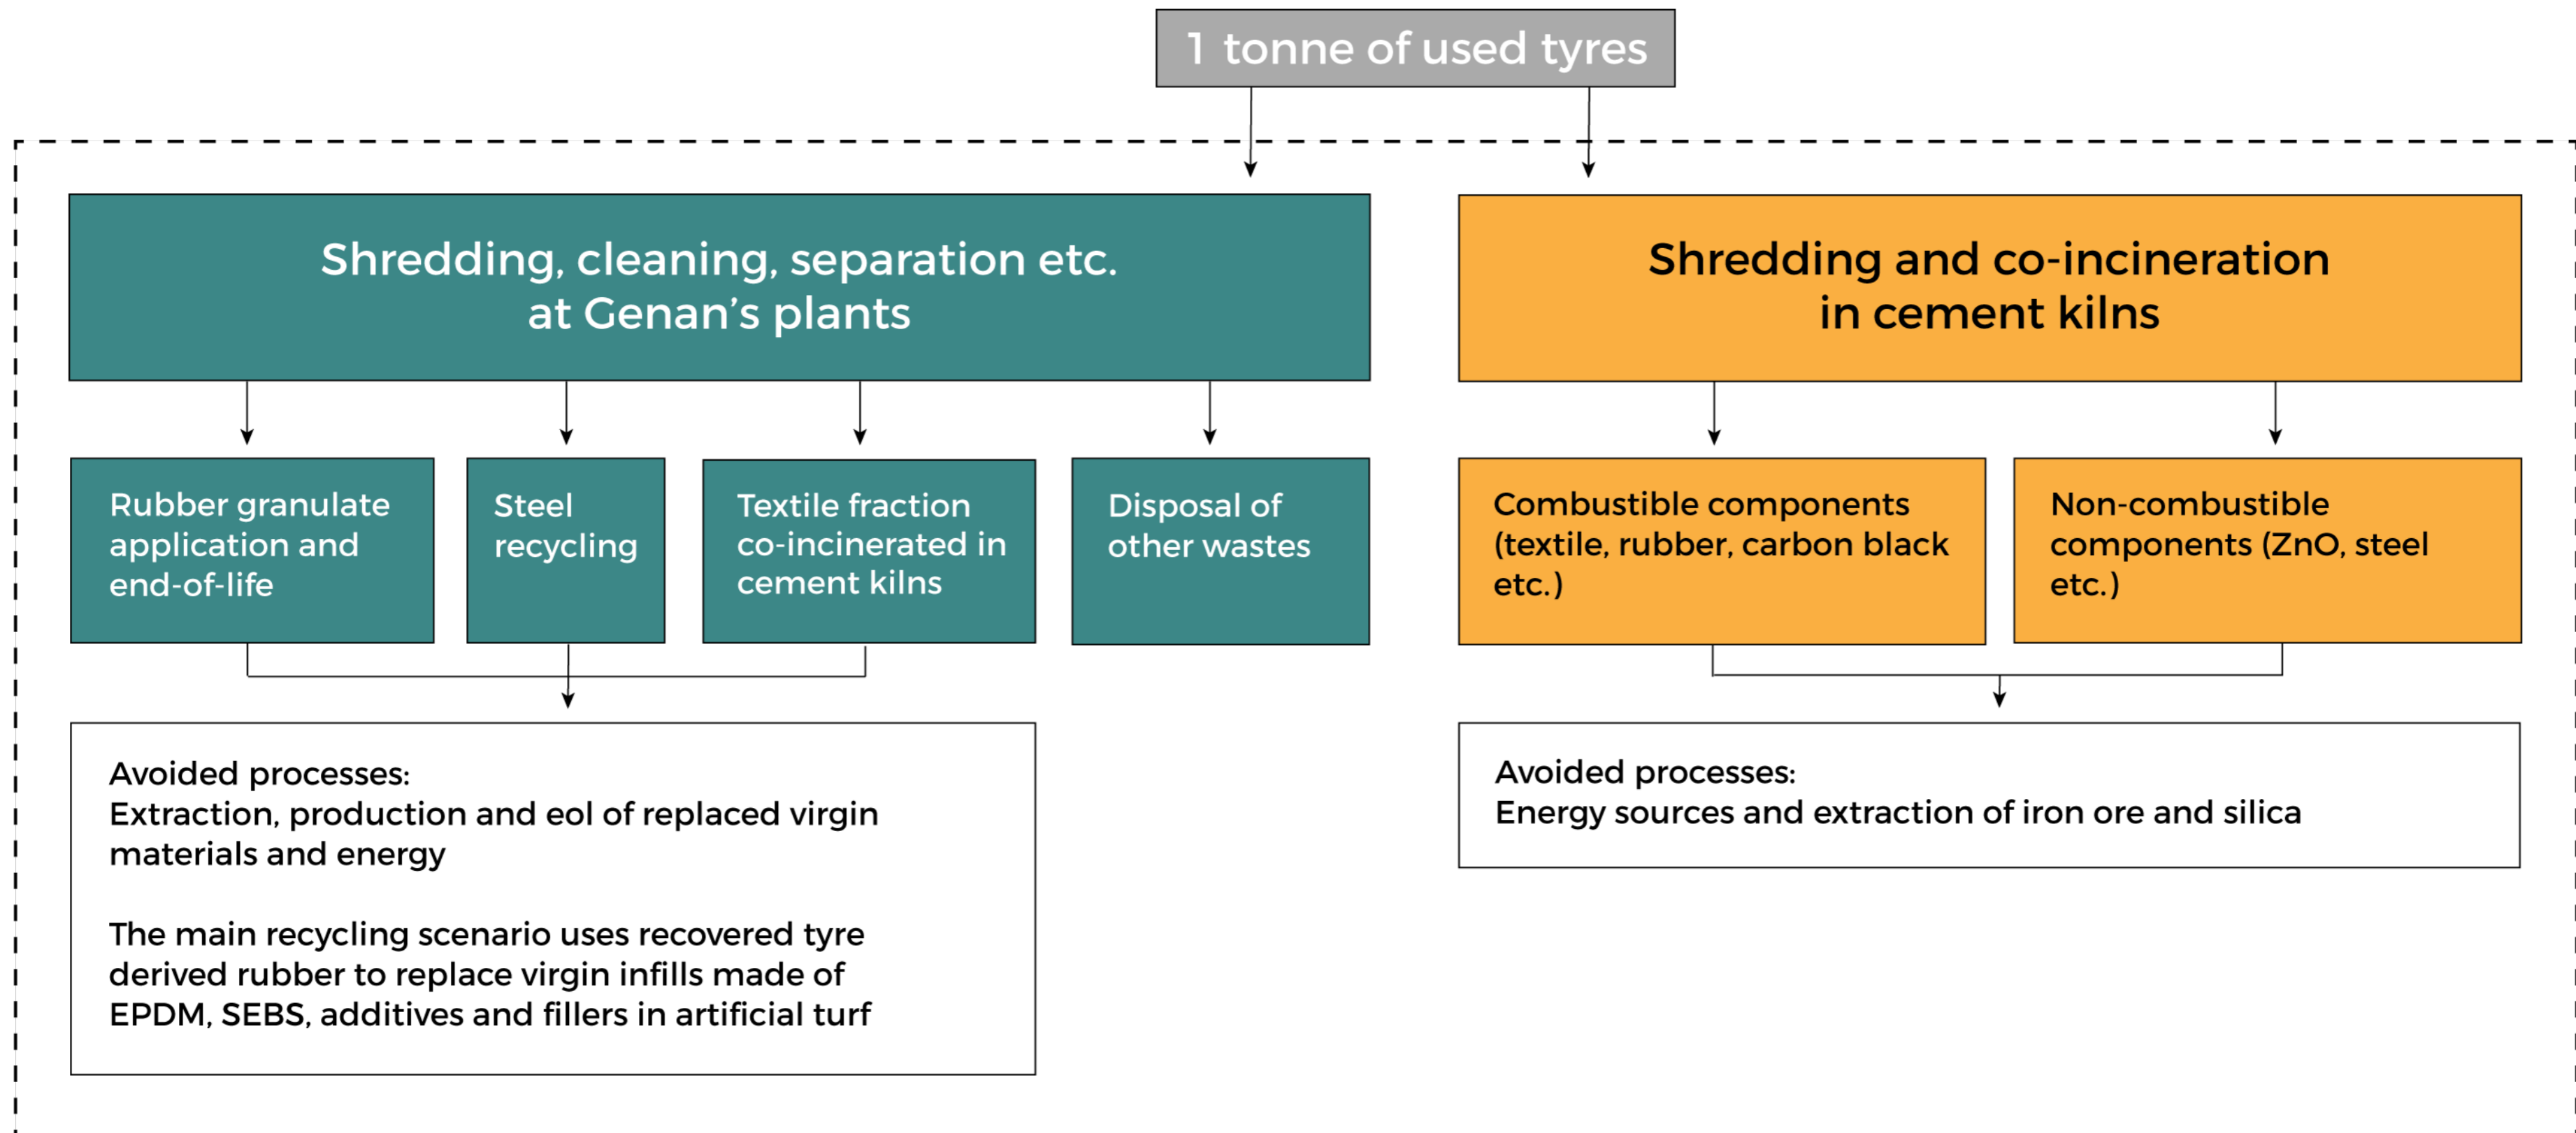 1 tonne of used tyres
Shredding, cleaning, separation etc.
at Genan’s plants
Shredding and co-incineration
in cement kilns
Rubber granulate
application and
end-of-life
Steel
recycling
Textile fraction
co-incinerated in
cement kilns
Disposal of
other wastes
Combustible components
(textile, rubber, carbon black
etc.)
Non-combustible
components (ZnO, steel
etc.)
Avoided processes:
Extraction, production and eol of replaced virgin
materials and energy
The main recycling scenario uses recovered tyre
derived rubber to replace virgin infills made of
EPDM, SEBS, additives and fillers in artificial turf
Avoided processes:
Energy sources and extraction of iron ore and silica